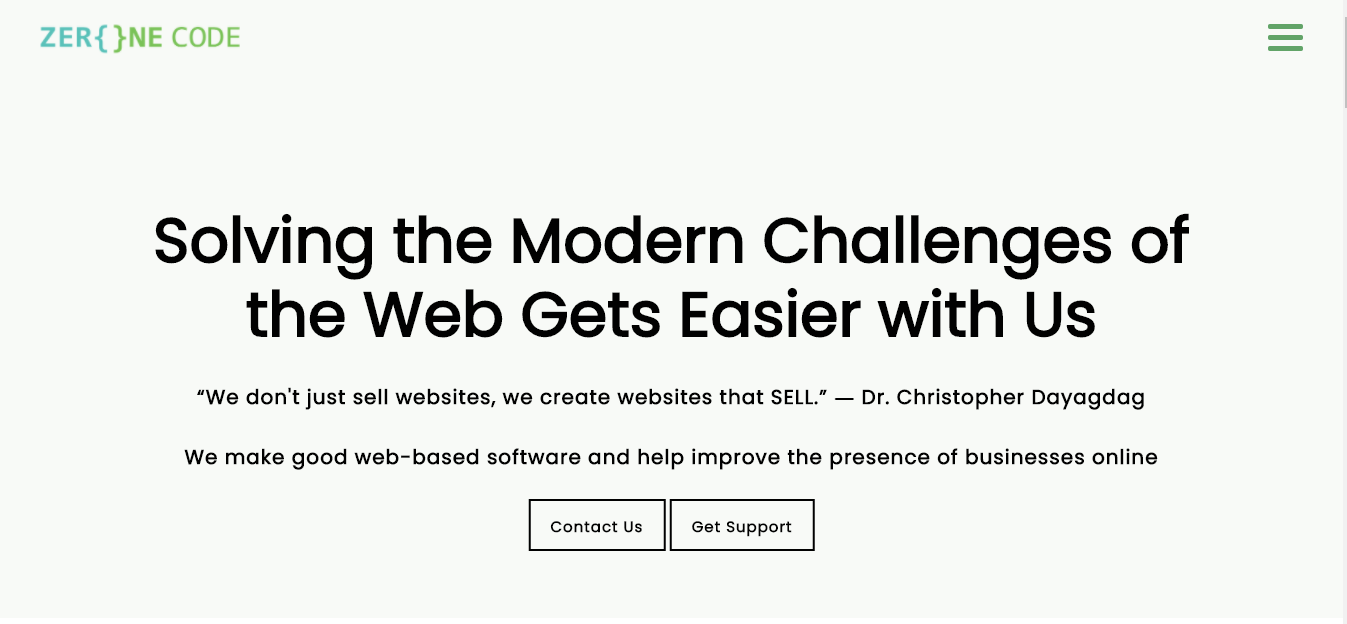 ZER{}NE CODE
Solving the Modern Challenges of
the Web Gets Easier with Us
“We don't just sell websites, we create websites that SELL.” — Dr. Christopher Dayagdag
We make good web-based software and help improve the presence of businesses online
Contact Us
Get Support